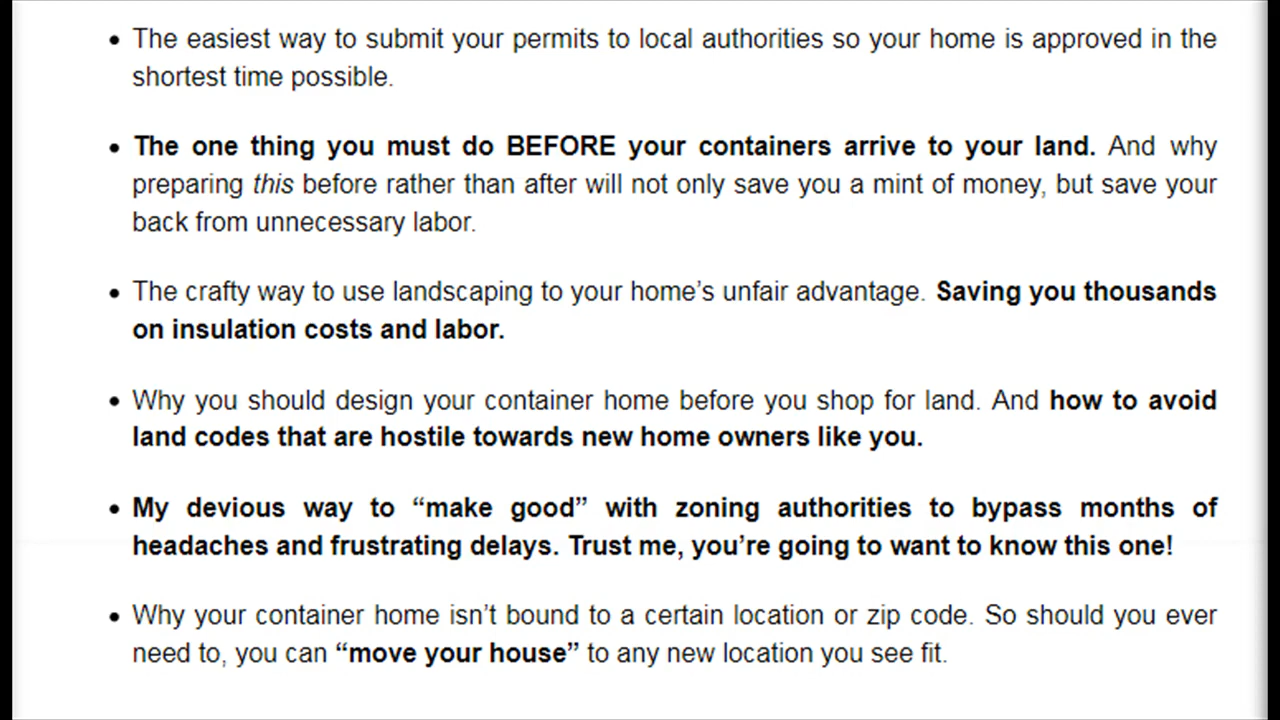 • The easiest way to submit your permits to local authorities so your home is approved in the
shortest time possible.
• The one thing you must do BEFORE your containers arrive to your land. And why
preparing this before rather than after will not only save you a mint of money, but save your
back from unnecessary labor.
• The crafty way to use landscaping to your home’s unfair advantage. Saving you thousands
on insulation costs and labor.
• Why you should design your container home before you shop for land. And how to avoid
land codes that are hostile towards new home owners like you.
• My devious way to “make good” with zoning authorities to bypass months of
headaches and frustrating delays. Trust me, you’re going to want to know this one!
• Why your container home isn’t bound to a certain location or zip code. So should you ever
need to, you can “move your house” to any new location you see fit.